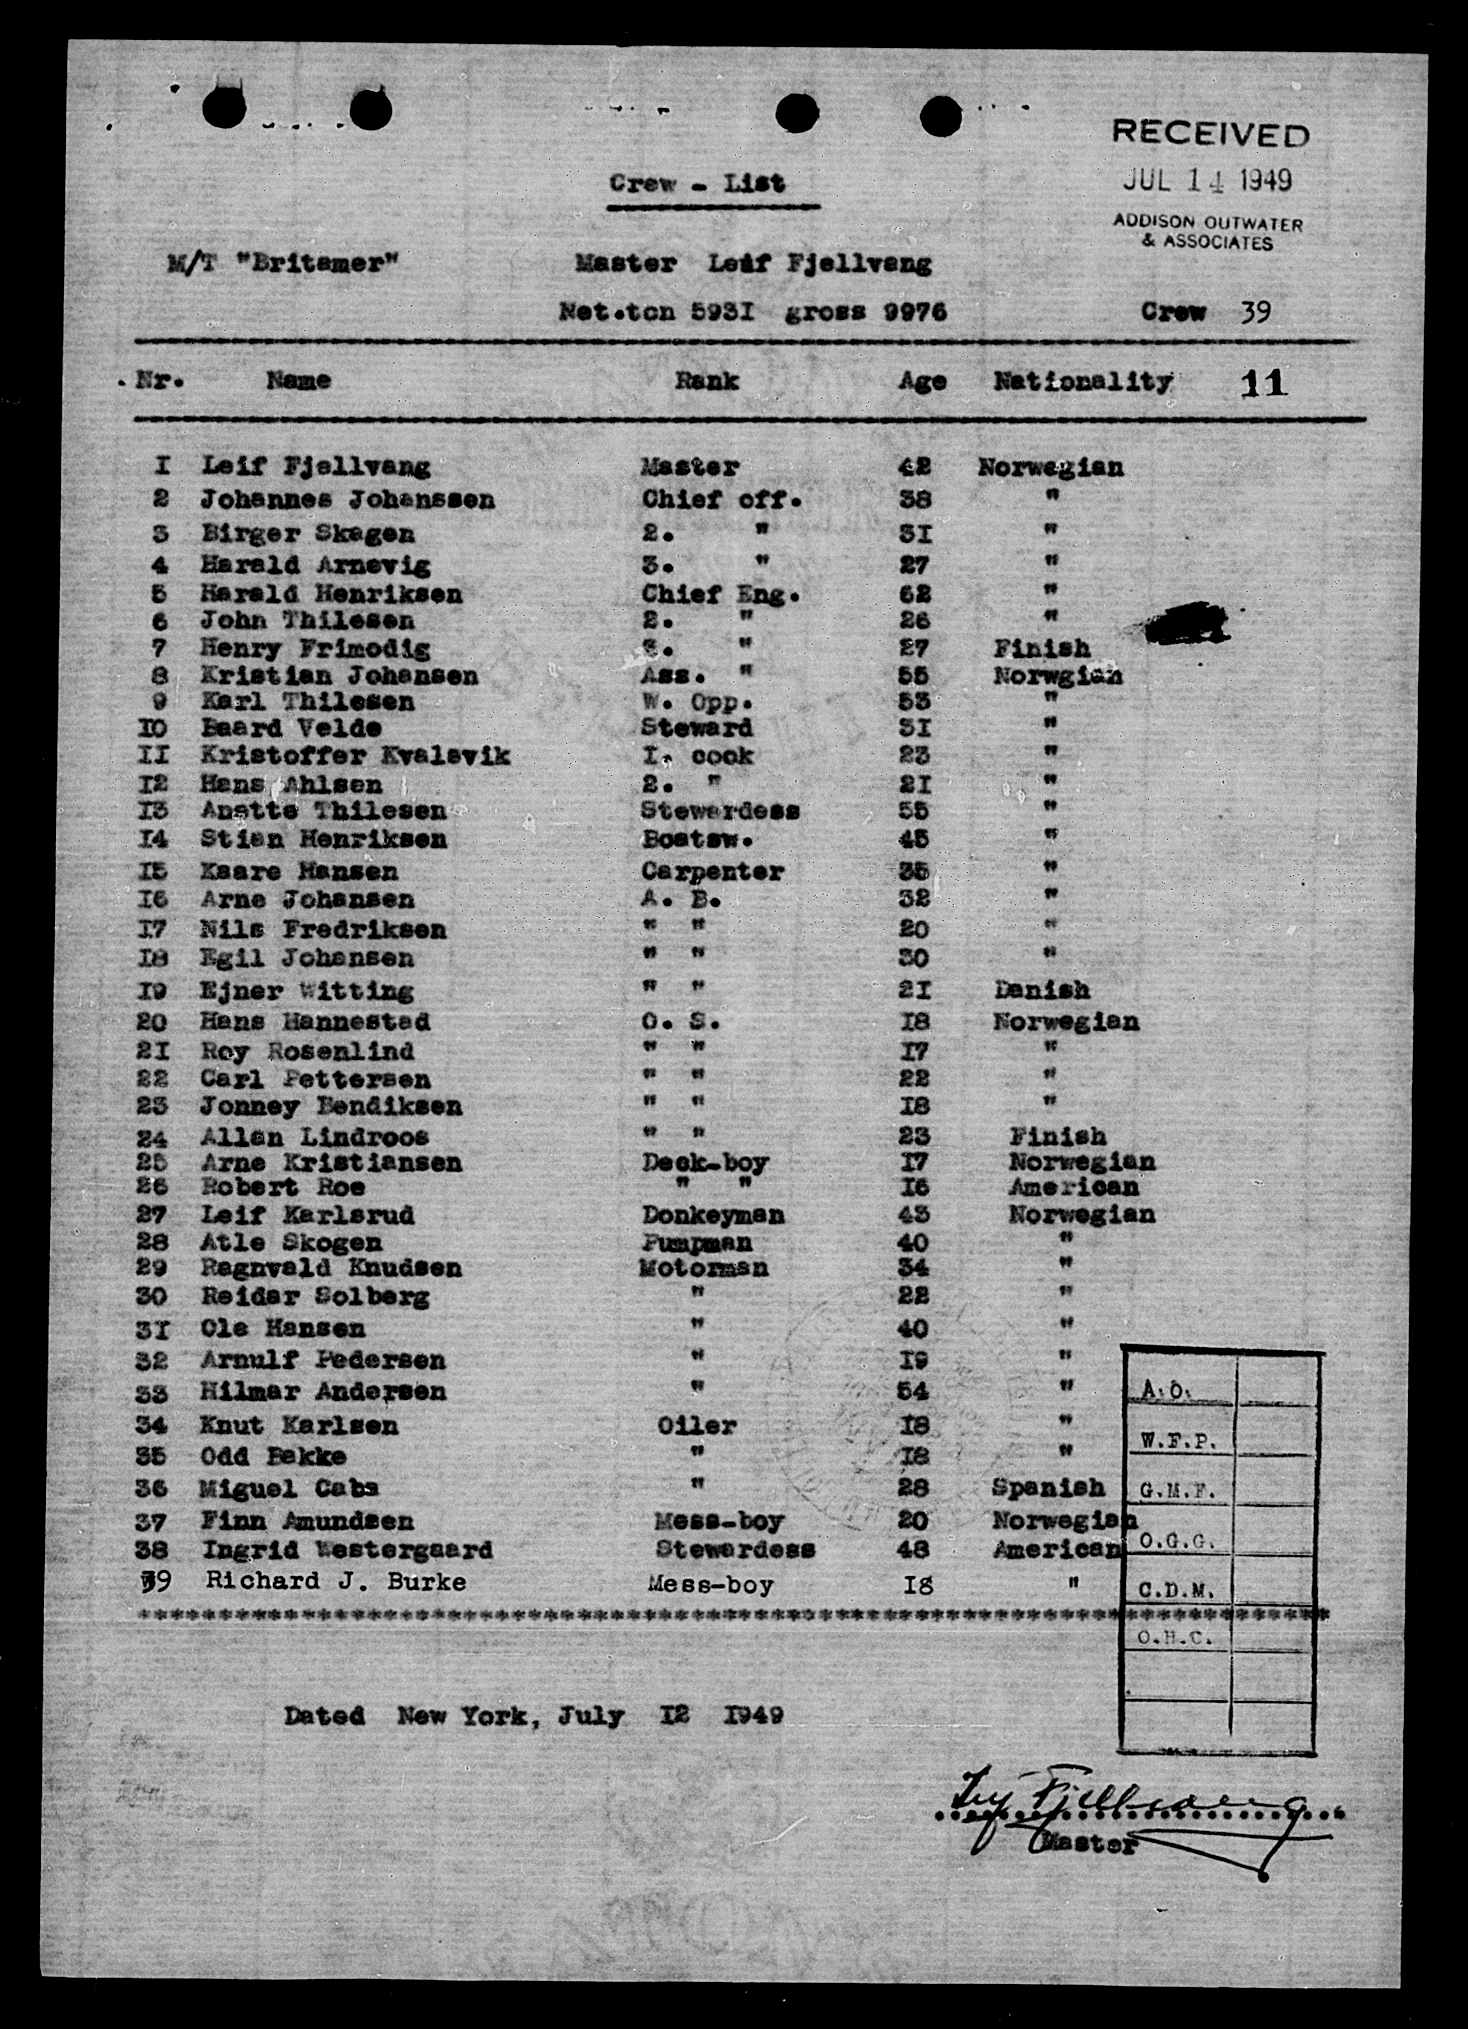 RECEIVED
JUL 14 1949
ADDISON OUTWATER
& ASSOCIATES
Crew - List
M/T "Britamer" Master Leif Fjellvang
Net.ton 593I gross 9976 Crew 39
Nr. Name Rank Age Nationality 11
I Leif Fjellvang Master 42 Norwegian
2 Johannes Johanssen Chief off. 38 "
3 Birger Skagen 2. " 3I "
4 Harald Arnevig 3. " 27 "
5 Harald Henriksen Chief Eng. 62 "
6 John Thilesen 2. " 26 "
7 Henry Frimodig 3. " 27 Finish
8 Kristian Johansen Ass. " 55 Norwgian
9 Karl Thilesen W. Opp. 53 "
IO Baard Velde Steward 3I "
II Kristoffer Kvalsvik I. cook 23 "
I2 Hans Ahlsen 2. " 2I "
I3 Anette Thilesen Stewardess 55 "
I4 Stian Henriksen Boatsw. 45 "
I5 Kaare Hansen Carpenter 35 "
I6 Arne Johansen A. B. 32 "
I7 Nils Fredriksen " " 20 "
I8 Egil Johansen " " 30 "
I9 Ejner Witting " " 2I Danish
20 Hans Hannestad O. S. I8 Norwegian
2I Roy Rosenlind " " I7 "
22 Carl Pettersen " " 22 "
23 Jonney Bendiksen " " I8 "
24 Allan Lindroos " " 23 Finish
25 Arne Kristiansen Deck-boy I7 Norwegian
26 Robert Roe " " I6 American
27 Leif Karlsrud Donkeyman 43 Norwegian
28 Atle Skogen Pumpman 40 "
29 Ragnvald Knudsen Motorman 34 "
30 Reidar Solberg " 22 "
3I Ole Hansen " 40 "
32 Arnulf Pedersen " I9 "
33 Hilmar Andersen " 54 "
A.O.
34 Knut Karlsen Oiler I8 "
W.F.P.
35 Odd Bakke " I8 "
36 Miguel Caba " 28 Spanish G.M.F.
37 Finn Amundsen Mess-boy 20 Norwegian
38 Ingrid Westergaard Stewardess 48 American O.G.G.
39 Richard J. Burke Mess-boy 18 "
C.D.M.
O.H.C.
Dated New York, July I2 I949
Fjellvang
Master